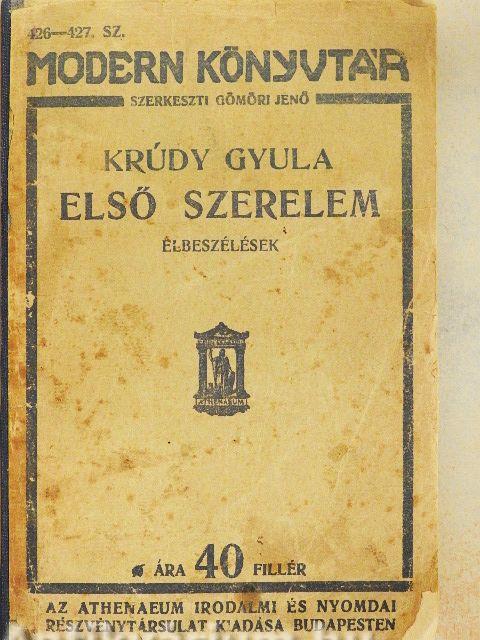 426—427. SZ.
MODERN KÖNYVTÁR
SZERKESZTI GÖMÖRI JENŐ
KRÚDY GYULA
ELSŐ SZERELEM
ELBESZÉLÉSEK
ATHENAEUM
ÁRA 40 FILLÉR
AZ ATHENAEUM IRODALMI ÉS NYOMDAI
RÉSZVÉNYTÁRSULAT KIADÁSA BUDAPESTEN